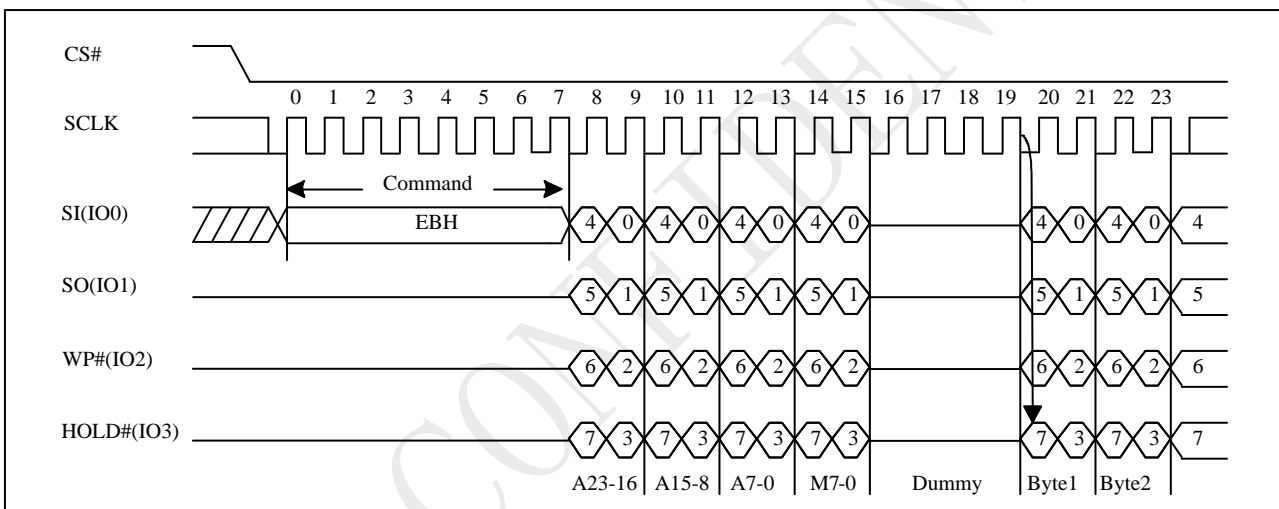 CS#
0 1 2 3 4 5 6 7 8 9 10 11 12 13 14 15 16 17 18 19 20 21 22 23
SCLK
Command
SI(IO0) EBH 4 0 4 0 4 0 4 0 4 0 4 0 4
SO(IO1) 5 1 5 1 5 1 5 1 5 1 5 1 5
WP#(IO2) 6 2 6 2 6 2 6 2 6 2 6 2 6
HOLD#(IO3) 7 3 7 3 7 3 7 3 7 3 7 3 7
A23-16 A15-8 A7-0 M7-0 Dummy Byte1 Byte2
CONFIDEN